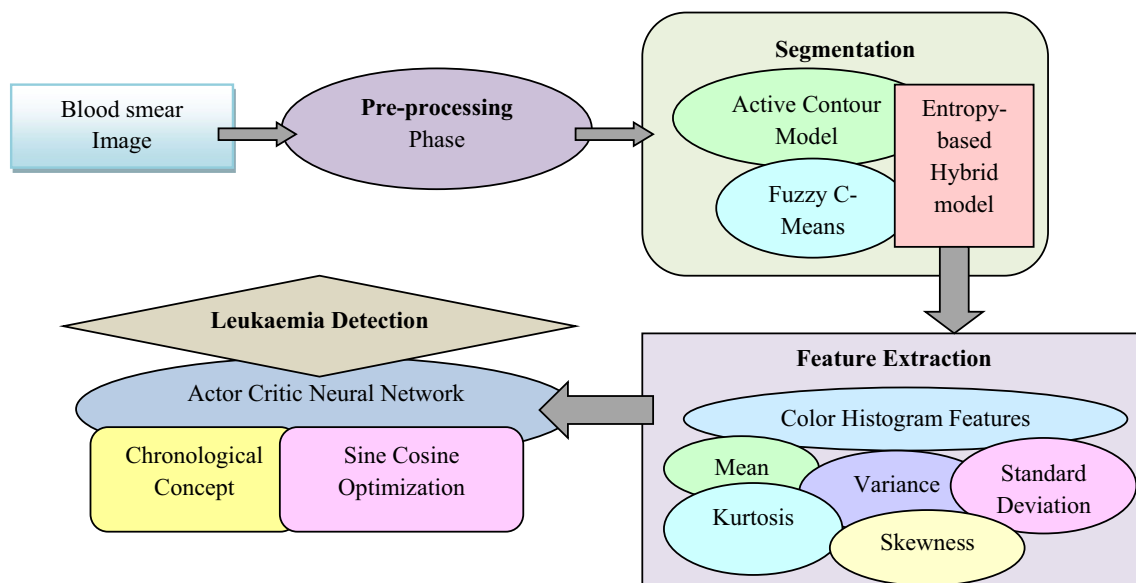 Blood smear
Image
Pre-processing
Phase
Segmentation
Active Contour
Model
Fuzzy C-
Means
Entropy-
based
Hybrid
model
Feature Extraction
Color Histogram Features
Mean
Variance
Standard
Deviation
Kurtosis
Skewness
Leukaemia Detection
Actor Critic Neural Network
Chronological
Concept
Sine Cosine
Optimization